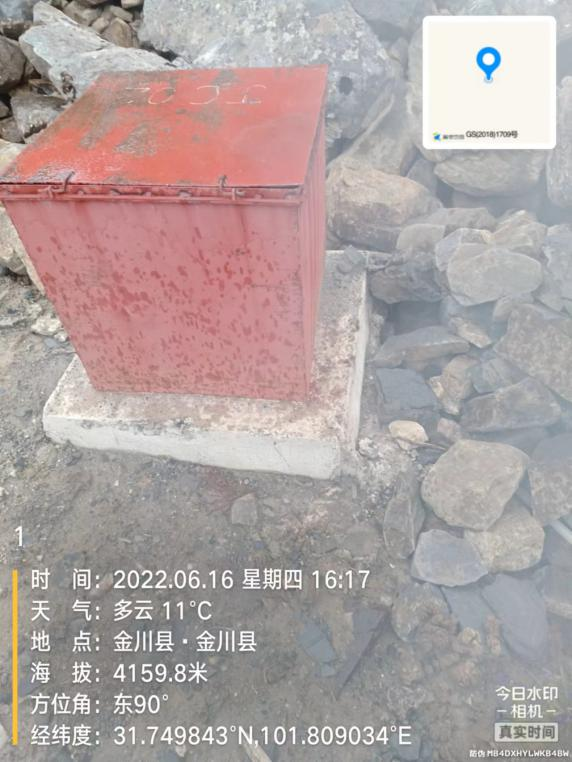 GS(2018)1709号
1
时 间：2022.06.16 星期四 16:17
天 气：多云 11°C
地 点：金川县·金川县
海 拔：4159.8米
方位角：东90°
经纬度：31.749843°N,101.809034°E
今日水印
-相机-
真实时间
防伪 MB4DXHYLWKB4BW